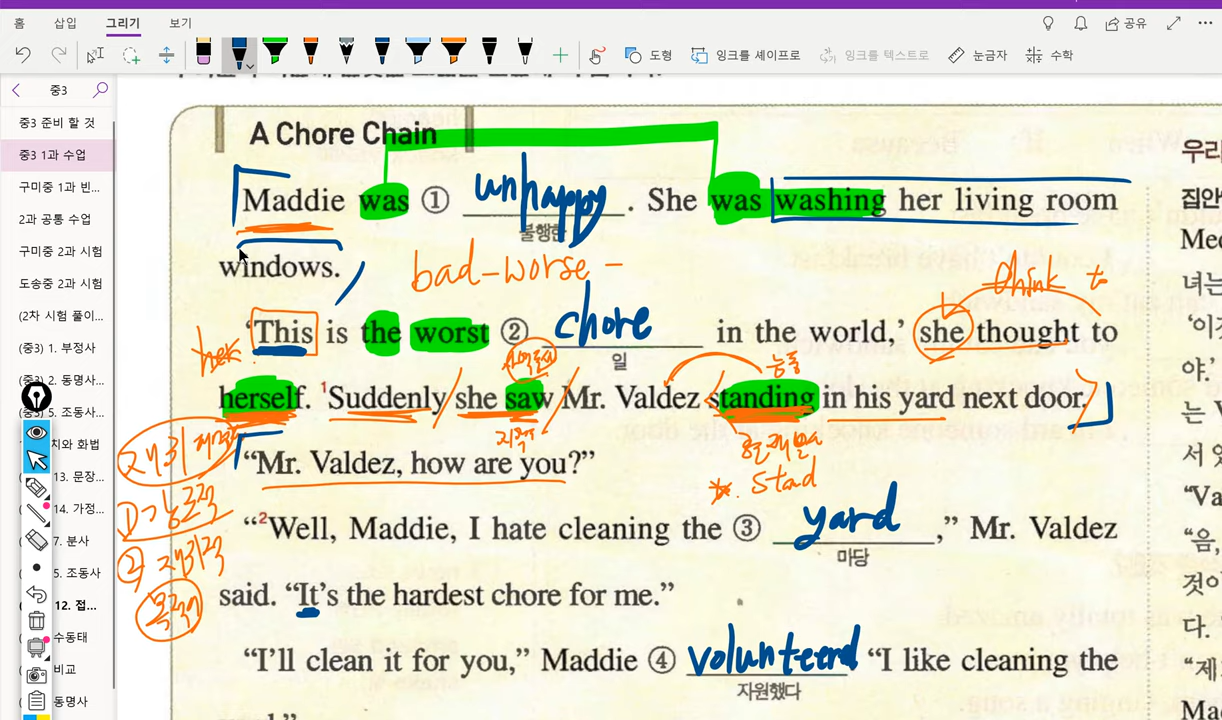 홈 삽입 그리기 보기
공유
도형 잉크를 셰이프로 잉크를 텍스트로 눈금자 수학
중3
중3 준비 할 것
중3 1과 수업
구미중 1과 빈...
2과 공통 수업
구미중 2과 시험
도송중 2과 시험
(2차 시험 풀이...
(중3) 1. 부정사
(중3) 2. 동명사...
(중3) 5. 조동사...
치와 화법
13. 문장...
14. 가정...
7. 분사
5. 조동사
12. 접...
수동태
비교
동명사
A Chore Chain
Maddie was ① unhappy. She was washing her living room
불행한
windows.
bad-worse-
think
'This is the worst ② chore in the world,' she thought to
일
her
herself. ¹Suddenly she saw Mr. Valdez standing in his yard next door.
능동
지각
stad
"Mr. Valdez, how are you?"
"²Well, Maddie, I hate cleaning the ③ yard," Mr. Valdez
마당
said. "It's the hardest chore for me."
"I'll clean it for you," Maddie ④ volunteerd "I like cleaning the
자원했다
우리
집안
Med
녀는
'이것
야,'
는 V
서 있
"Va
"음,
것이
다.
"제
Mac